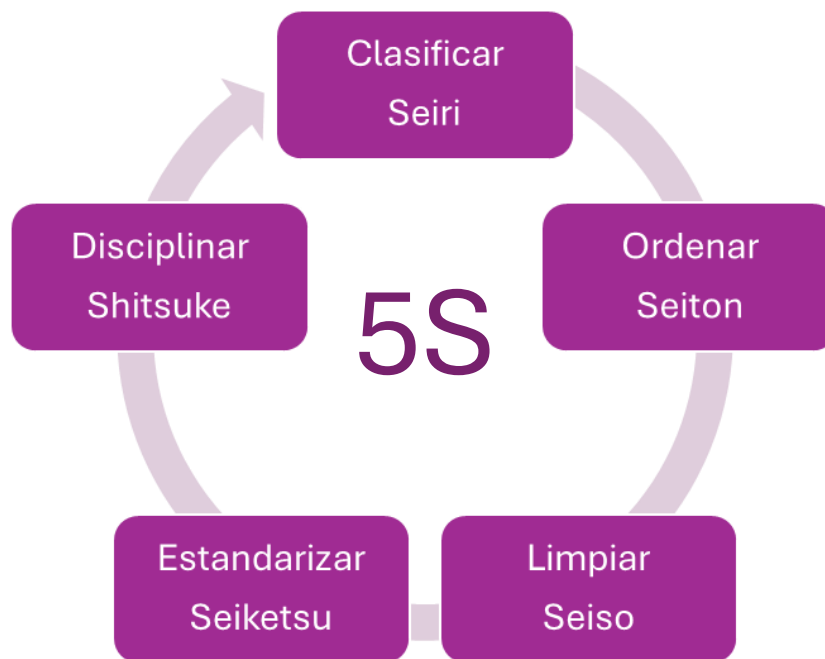 Clasificar
Seiri
Ordenar
Seiton
Limpiar
Seiso
Estandarizar
Seiketsu
Disciplinar
Shitsuke
5S